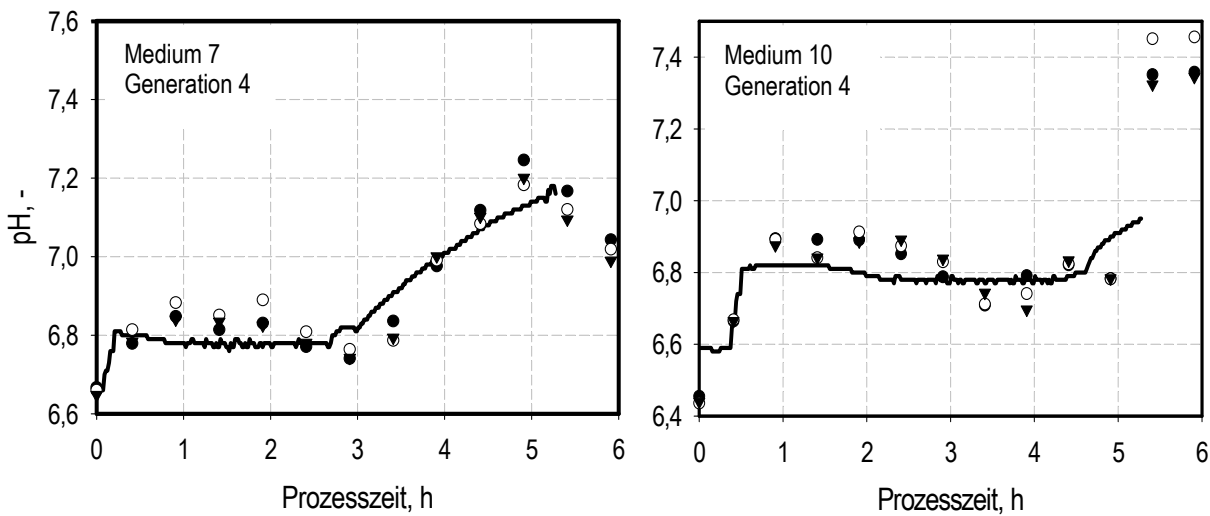 7,6
7,4
7,2
7,0
6,8
6,6
pH, -
Medium 7
Generation 4
0 1 2 3 4 5 6
Prozesszeit, h
7,4
7,2
7,0
6,8
6,6
6,4
Medium 10
Generation 4
0 1 2 3 4 5 6
Prozesszeit, h